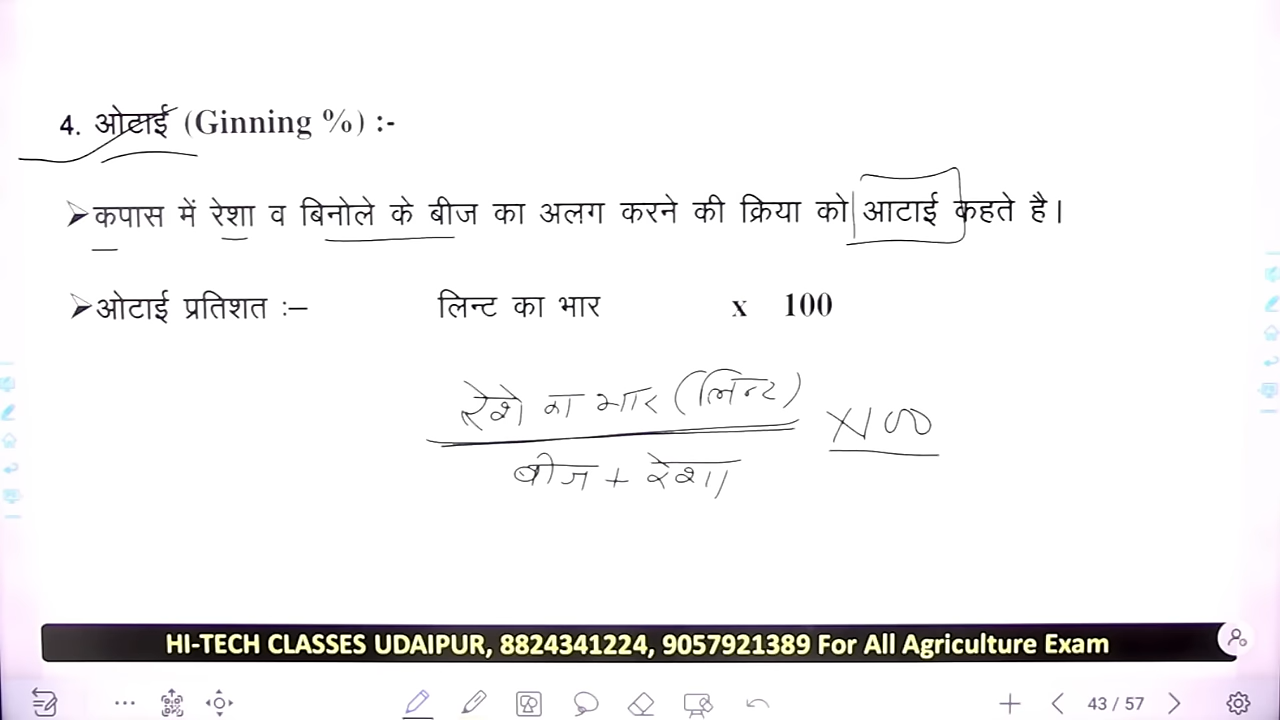 4. ओटाई (Ginning %) :-
➢कपास में रेशा व बिनोले के बीज का अलग करने की क्रिया को आटाई कहते है।
➢ओटाई प्रतिशत :– लिन्ट का भार x 100
रेशे का भार (लिन्ट) ×100
बीज + रेशा
HI-TECH CLASSES UDAIPUR, 8824341224, 9057921389 For All Agriculture Exam
43 / 57